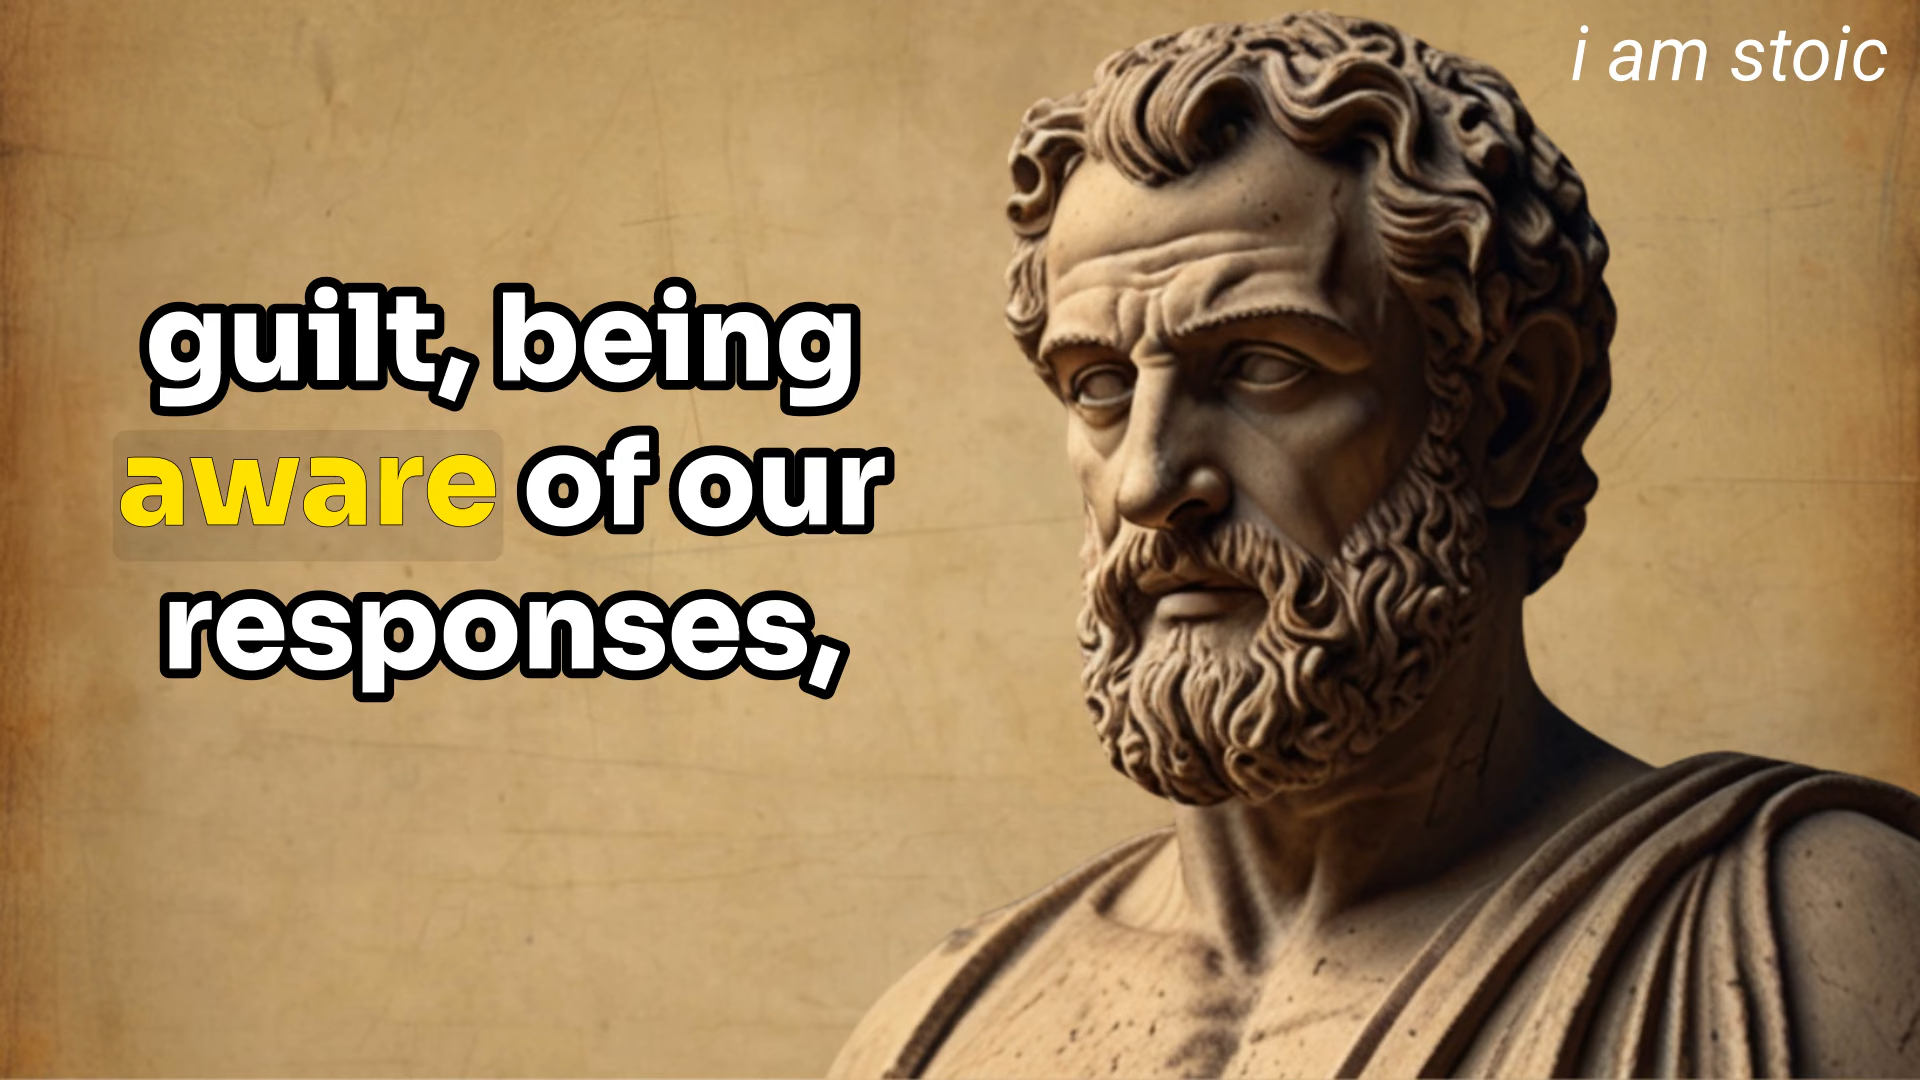 i am stoic
guilt, being
aware of our
responses,